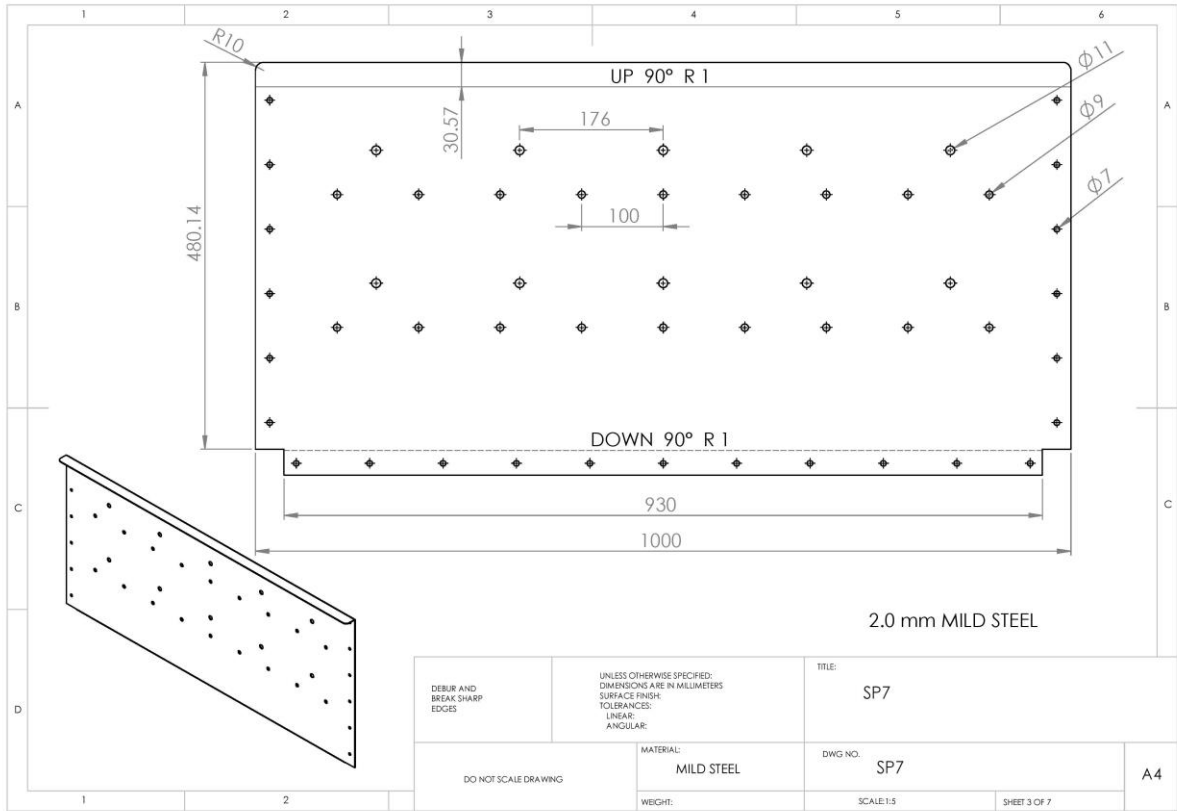 1 2 3 4 5 6
A A
B B
C C
D
1 2
R10
UP 90° R 1
Φ11
Φ9
Φ7
30.57
176
100
480.14
DOWN 90° R 1
930
1000
2.0 mm MILD STEEL
DEBUR AND
BREAK SHARP
EDGES
UNLESS OTHERWISE SPECIFIED:
DIMENSIONS ARE IN MILLIMETERS
SURFACE FINISH:
TOLERANCES:
LINEAR:
ANGULAR:
TITLE:
SP7
DO NOT SCALE DRAWING
MATERIAL:
MILD STEEL
DWG NO.
SP7
A4
WEIGHT:
SCALE:1:5
SHEET 3 OF 7